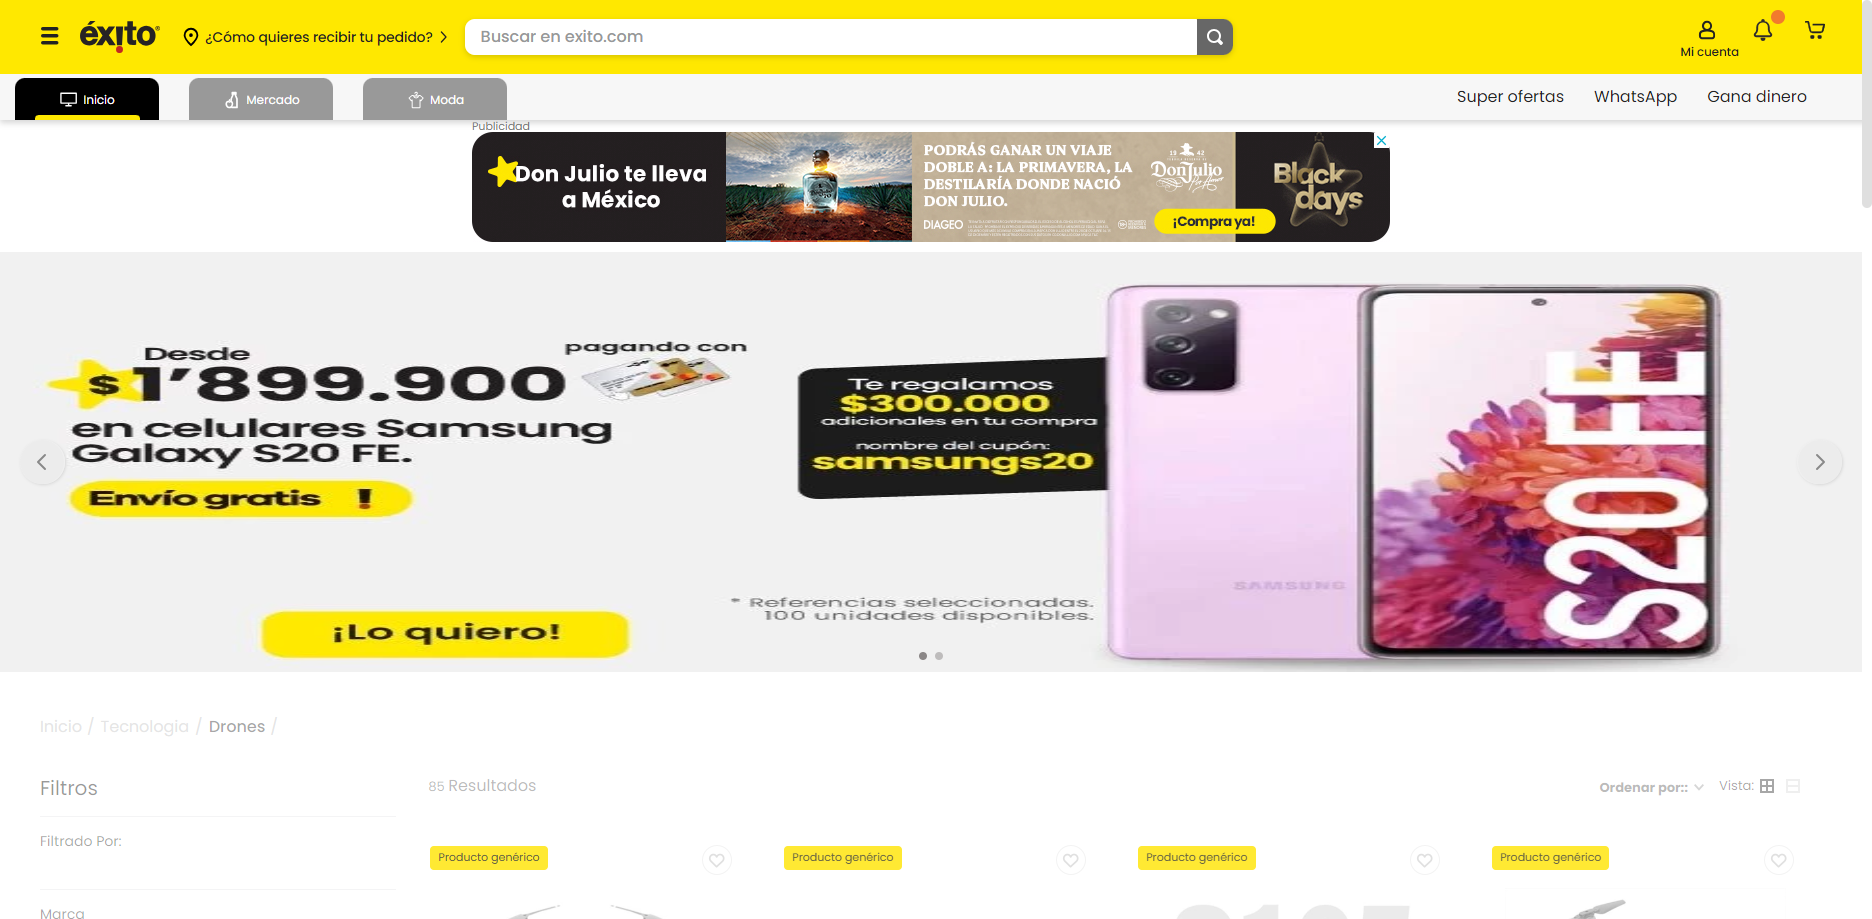 éxito
¿Cómo quieres recibir tu pedido?
Buscar en exito.com
Mi cuenta
Inicio
Mercado
Moda
Super ofertas
WhatsApp
Gana dinero
Publicidad
Don Julio te lleva
a México
PODRÁS GANAR UN VIAJE
DOBLE A: LA PRIMAVERA, LA
DESTILARÍA DONDE NACIÓ
DON JULIO.
DIAGEO
19 42
Don Julio
Por Amor
¡Compra ya!
Black
days
Desde
$1'899.900
pagando con
en celulares Samsung
Galaxy S20 FE.
Envío gratis !
¡Lo quiero!
Te regalamos
$300.000
adicionales en tu compra
nombre del cupón:
samsungs20
* Referencias seleccionadas.
100 unidades disponibles.
SAMSUNG
S20 FE
Inicio / Tecnologia / Drones /
Filtros
85 Resultados
Ordenar por::
Vista:
Filtrado Por:
Producto genérico
Producto genérico
Producto genérico
Producto genérico
Marca